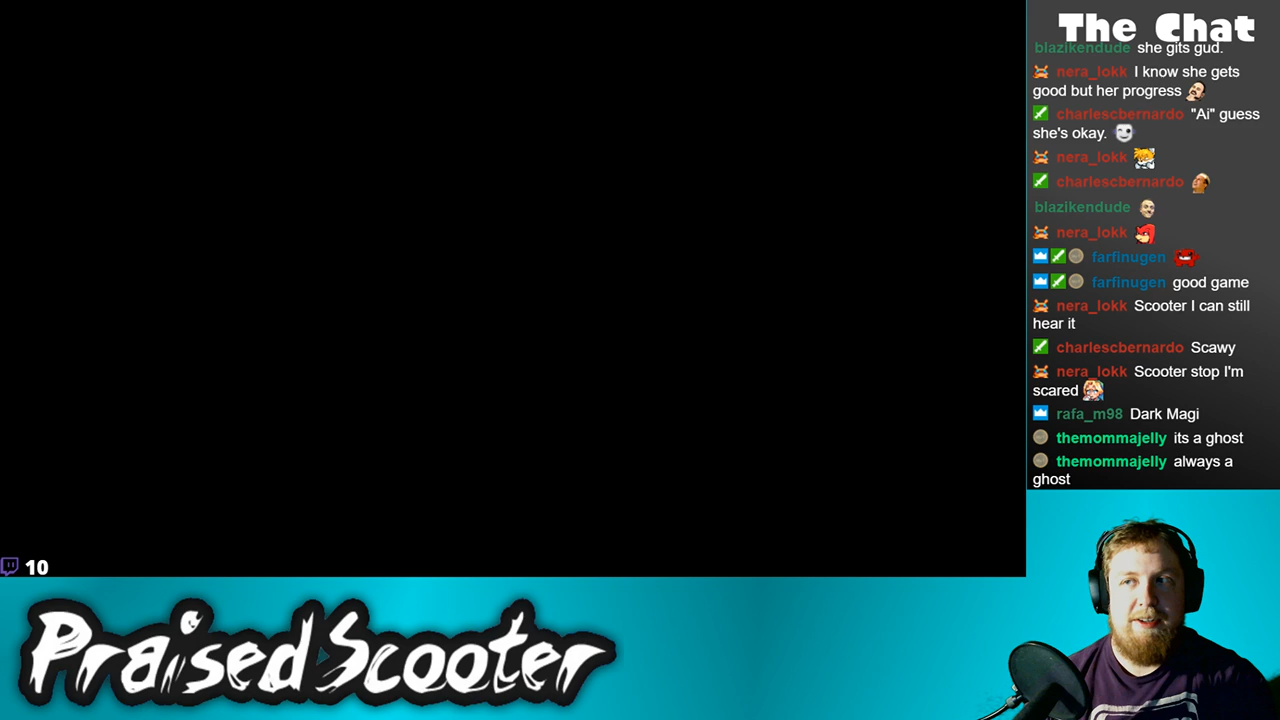 The Chat
blazikendude she gits gud.
nera_lokk I know she gets
good but her progress
charlescbernardo "Ai" guess
she's okay.
nera_lokk
charlescbernardo
blazikendude
nera_lokk
farfinugen
farfinugen good game
nera_lokk Scooter I can still
hear it
charlescbernardo Scawy
nera_lokk Scooter stop I'm
scared
rafa_m98 Dark Magi
themommajelly its a ghost
themommajelly always a
ghost
10
PraisedScooter